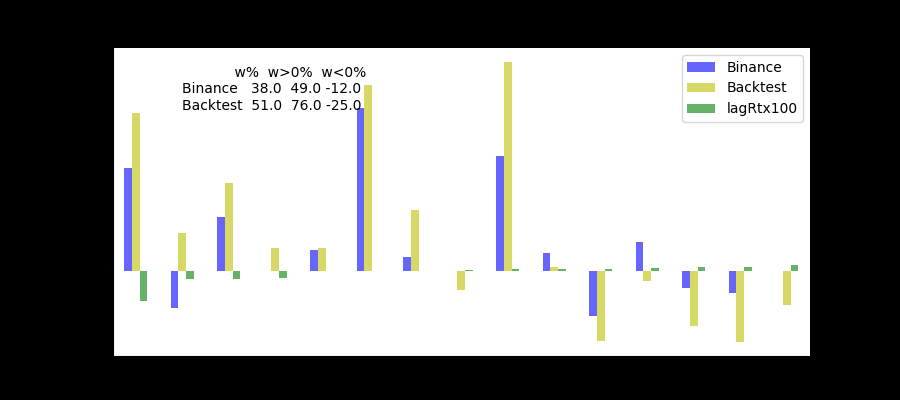 w% w>0% w<0%
Binance 38.0 49.0 -12.0
Backtest 51.0 76.0 -25.0
Binance
Backtest
lagRtx100